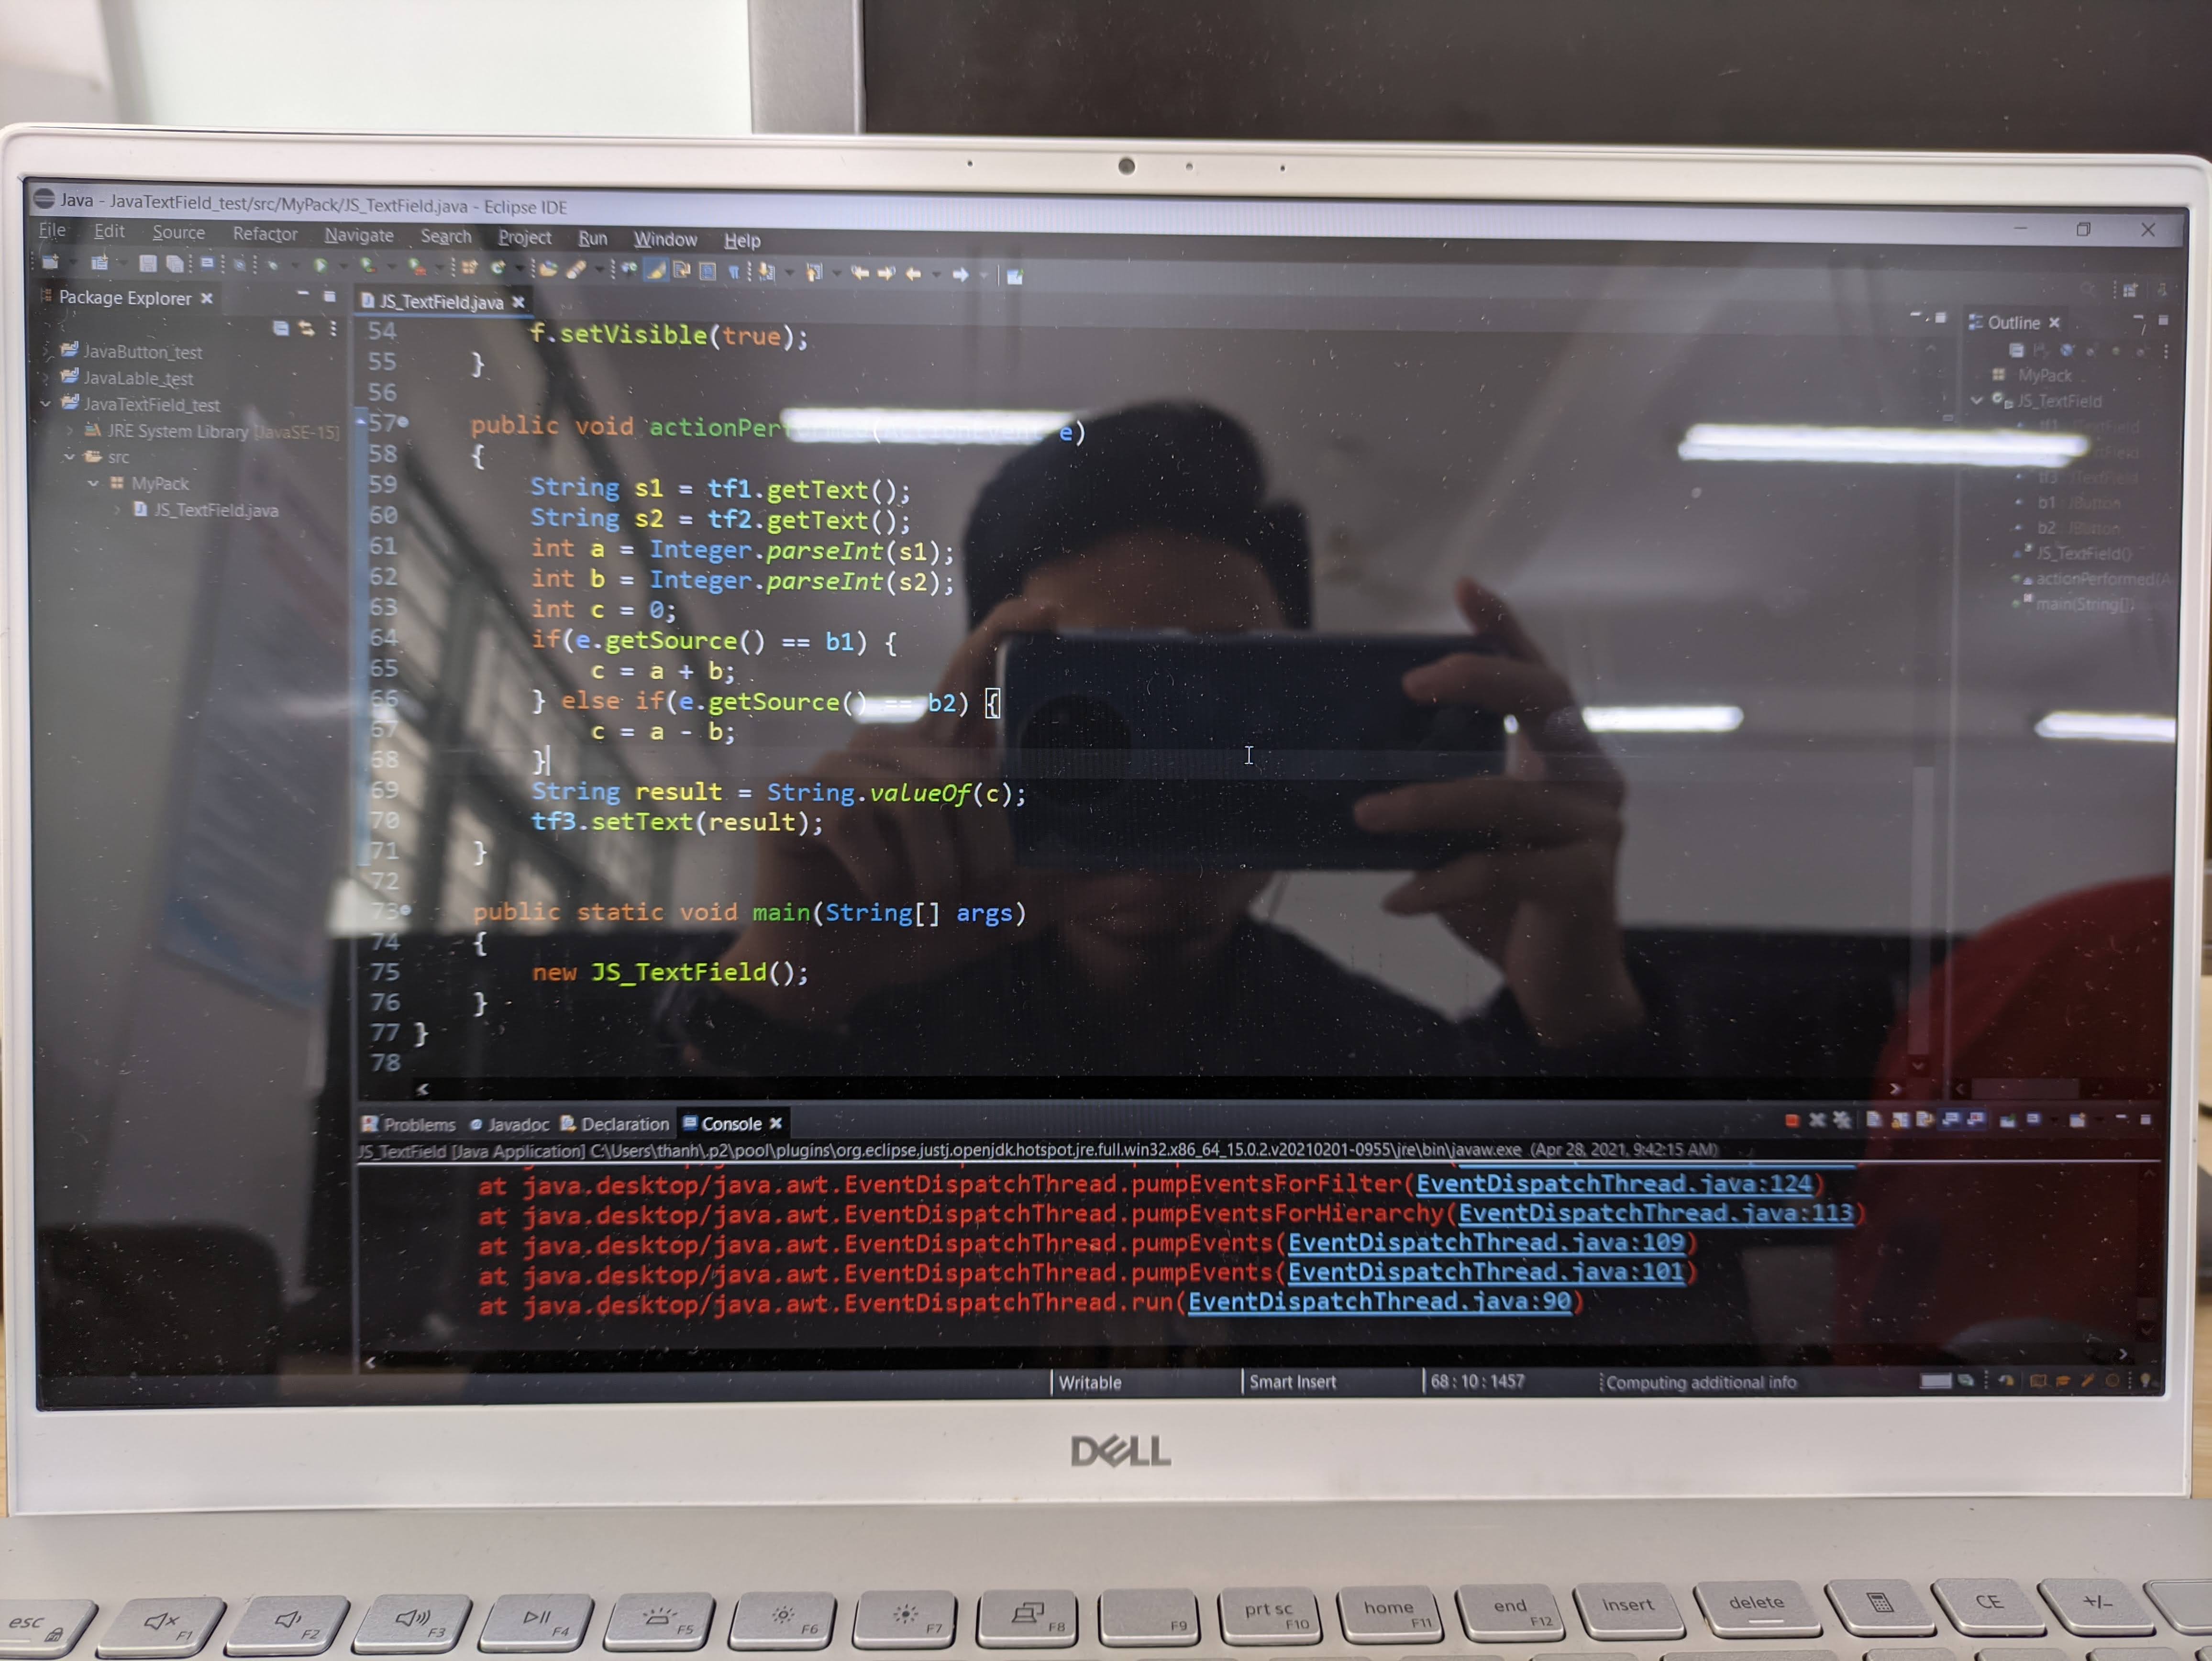 Java - JavaTextField_test/src/MyPack/JS_TextField.java - Eclipse IDE
File Edit Source Refactor Navigate Search Project Run Window Help
Package Explorer
JavaButton_test
JavaLable_test
JavaTextField_test
JRE System Library [JavaSE-15]
src
MyPack
JS_TextField.java
JS_TextField.java
54 f.setVisible(true);
55 }
56
57 public void actionPerformed(ActionEvent e)
58 {
59 String s1 = tf1.getText();
60 String s2 = tf2.getText();
61 int a = Integer.parseInt(s1);
62 int b = Integer.parseInt(s2);
63 int c = 0;
64 if(e.getSource() == b1) {
65 c = a + b;
66 } else if(e.getSource() == b2) {
67 c = a - b;
68 }
69 String result = String.valueOf(c);
70 tf3.setText(result);
71 }
72
73 public static void main(String[] args)
74 {
75 new JS_TextField();
76 }
77 }
78
Outline
MyPack
JS_TextField
tf1 : JTextField
tf3 : JTextField
b1 : JButton
b2 : JButton
JS_TextField()
actionPerformed(A
main(String[])
Problems Javadoc Declaration Console
JS_TextField [Java Application] C:\Users\thanh\.p2\pool\plugins\org.eclipse.justj.openjdk.hotspot.jre.full.win32.x86_64_15.0.2.v20210201-0955\jre\bin\javaw.exe (Apr 28, 2021, 9:42:15 AM)
at java.desktop/java.awt.EventDispatchThread.pumpEventsForFilter(EventDispatchThread.java:124)
at java.desktop/java.awt.EventDispatchThread.pumpEventsForHierarchy(EventDispatchThread.java:113)
at java.desktop/java.awt.EventDispatchThread.pumpEvents(EventDispatchThread.java:109)
at java.desktop/java.awt.EventDispatchThread.pumpEvents(EventDispatchThread.java:101)
at java.desktop/java.awt.EventDispatchThread.run(EventDispatchThread.java:90)
Writable Smart Insert 68 : 10 : 1457 Computing additional info
DELL
esc F1 F2 F3 F4 F5 F6 F7 F8 F9 prt sc F10 home F11 end F12 insert delete CE +/-